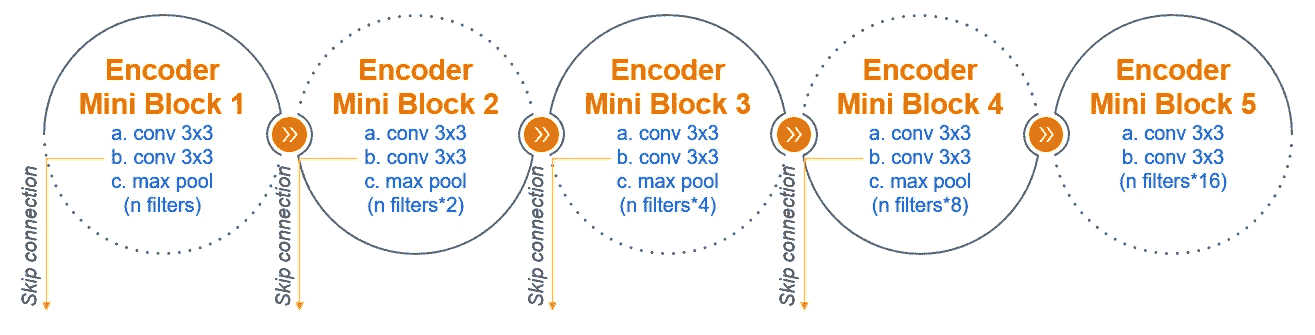 Encoder
Mini Block 1
a. conv 3x3
b. conv 3x3
c. max pool
(n filters)
Skip connection
Encoder
Mini Block 2
a. conv 3x3
b. conv 3x3
c. max pool
(n filters*2)
Skip connection
Encoder
Mini Block 3
a. conv 3x3
b. conv 3x3
c. max pool
(n filters*4)
Skip connection
Encoder
Mini Block 4
a. conv 3x3
b. conv 3x3
c. max pool
(n filters*8)
Skip connection
Encoder
Mini Block 5
a. conv 3x3
b. conv 3x3
(n filters*16)